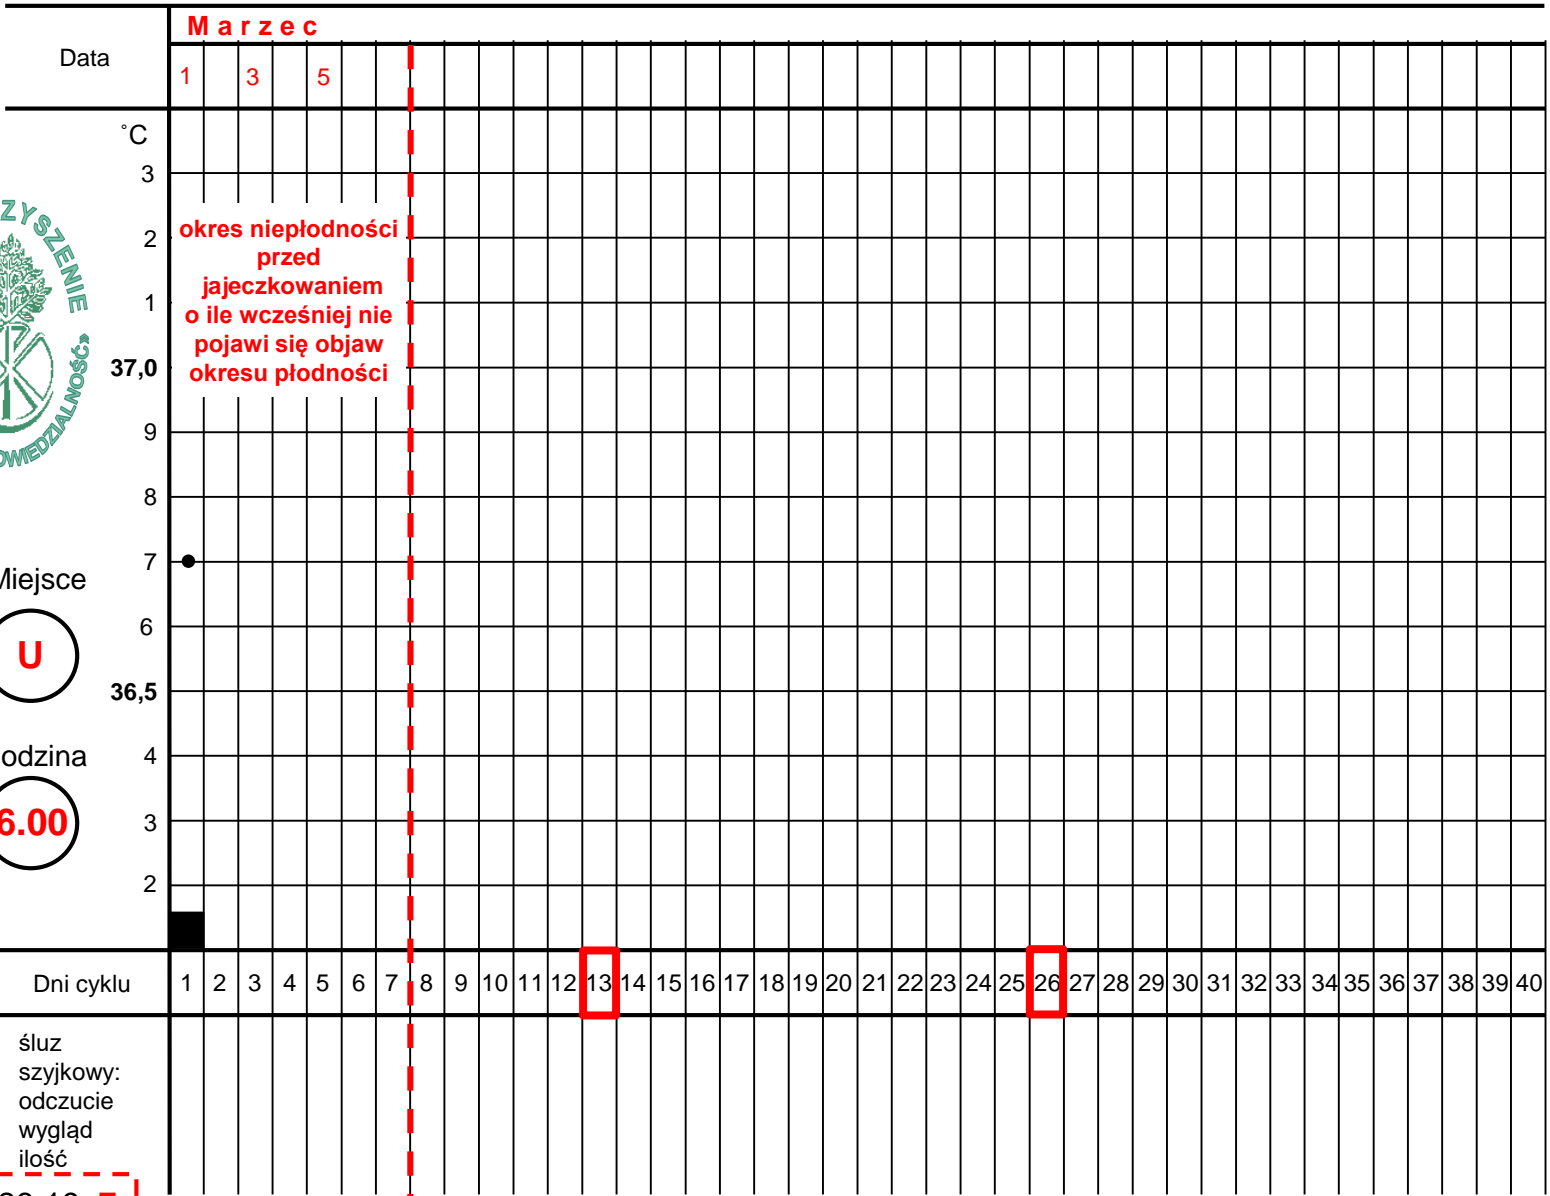 Marzec
Data
1 3 5
°C
3
2
1
37,0
9
8
7
6
36,5
4
3
2
okres niepłodności
przed
jajeczkowaniem
o ile wcześniej nie
pojawi się objaw
okresu płodności
ZYSZENIE
OWIEDZIALNOŚĆ»
Miejsce
U
odzina
6.00
Dni cyklu
1 2 3 4 5 6 7 8 9 10 11 12 13 14 15 16 17 18 19 20 21 22 23 24 25 26 27 28 29 30 31 32 33 34 35 36 37 38 39 40
śluz
szyjkowy:
odczucie
wygląd
ilość